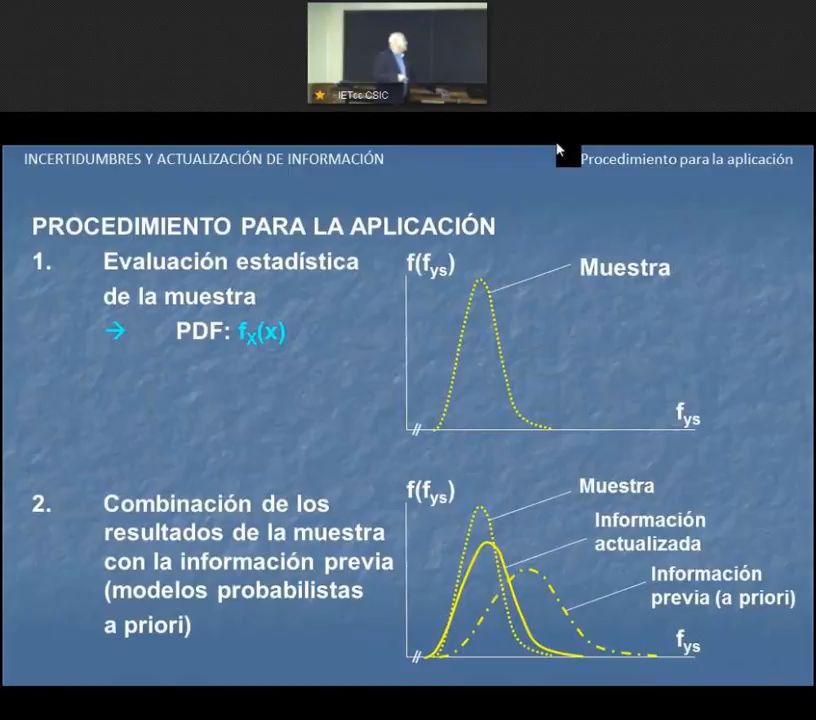 IETcc CSIC
INCERTIDUMBRES Y ACTUALIZACIÓN DE INFORMACIÓN
Procedimiento para la aplicación
PROCEDIMIENTO PARA LA APLICACIÓN
1. Evaluación estadística
de la muestra
→ PDF: fX(x)
f(fys)
Muestra
fys
2. Combinación de los
resultados de la muestra
con la información previa
(modelos probabilistas
a priori)
f(fys)
Muestra
Información
actualizada
Información
previa (a priori)
fys